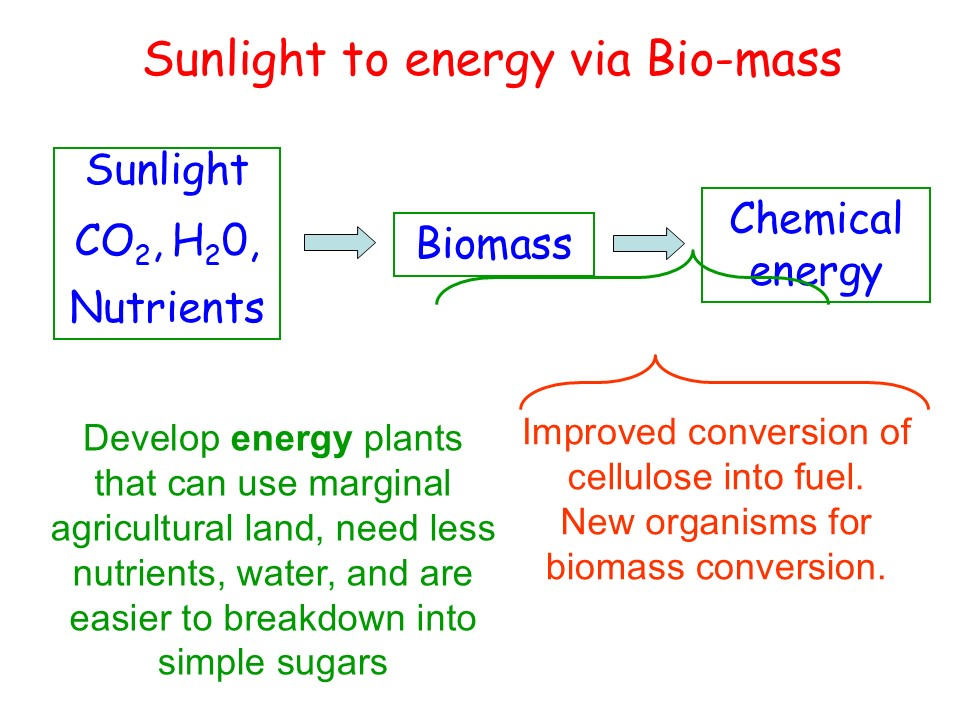 Sunlight to energy via Bio-mass
Sunlight
CO₂, H₂0,
Nutrients
Biomass
Chemical
energy
Develop energy plants
that can use marginal
agricultural land, need less
nutrients, water, and are
easier to breakdown into
simple sugars
Improved conversion of
cellulose into fuel.
New organisms for
biomass conversion.